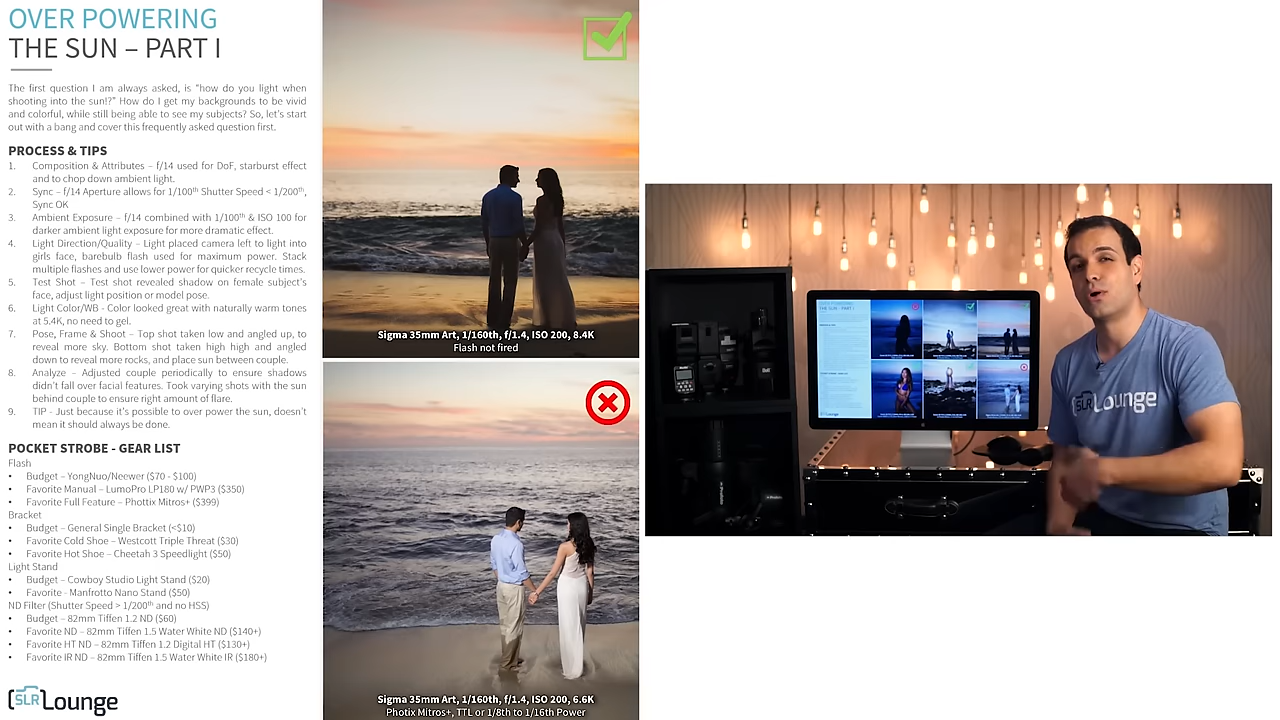 OVER POWERING
THE SUN – PART I
The first question I am always asked, is "how do you light when
shooting into the sun!?" How do I get my backgrounds to be vivid
and colorful, while still being able to see my subjects? So, let's start
out with a bang and cover this frequently asked question first.
PROCESS & TIPS
1. Composition & Attributes – f/14 used for DoF, starburst effect
and to chop down ambient light.
2. Sync – f/14 Aperture allows for 1/100th Shutter Speed < 1/200th,
Sync OK
3. Ambient Exposure – f/14 combined with 1/100th & ISO 100 for
darker ambient light exposure for more dramatic effect.
4. Light Direction/Quality – Light placed camera left to light into
girls face, barebulb flash used for maximum power. Stack
multiple flashes and use lower power for quicker recycle times.
5. Test Shot – Test shot revealed shadow on female subject's
face, adjust light position or model pose.
6. Light Color/WB - Color looked great with naturally warm tones
at 5.4K, no need to gel.
7. Pose, Frame & Shoot – Top shot taken low and angled up, to
reveal more sky. Bottom shot taken high high and angled
down to reveal more rocks, and place sun between couple.
8. Analyze – Adjusted couple periodically to ensure shadows
didn't fall over facial features. Took varying shots with the sun
behind couple to ensure right amount of flare.
9. TIP - Just because it's possible to over power the sun, doesn't
mean it should always be done.
POCKET STROBE - GEAR LIST
Flash
• Budget – YongNuo/Neewer ($70 - $100)
• Favorite Manual – LumoPro LP180 w/ PWP3 ($350)
• Favorite Full Feature – Phottix Mitros+ ($399)
Bracket
• Budget – General Single Bracket (<$10)
• Favorite Cold Shoe – Westcott Triple Threat ($30)
• Favorite Hot Shoe – Cheetah 3 Speedlight ($50)
Light Stand
• Budget – Cowboy Studio Light Stand ($20)
• Favorite - Manfrotto Nano Stand ($50)
ND Filter (Shutter Speed > 1/200th and no HSS)
• Budget – 82mm Tiffen 1.2 ND ($60)
• Favorite ND – 82mm Tiffen 1.5 Water White ND ($140+)
• Favorite HT ND – 82mm Tiffen 1.2 Digital HT ($130+)
• Favorite IR ND – 82mm Tiffen 1.5 Water White IR ($180+)
SLR Lounge
Sigma 35mm Art, 1/160th, f/1.4, ISO 200, 8.4K
Flash not fired
Sigma 35mm Art, 1/160th, f/1.4, ISO 200, 6.6K
Photix Mitros+, TTL or 1/8th to 1/16th Power
OVER POWERING
THE SUN – PART I
Lounge
SLR Lounge